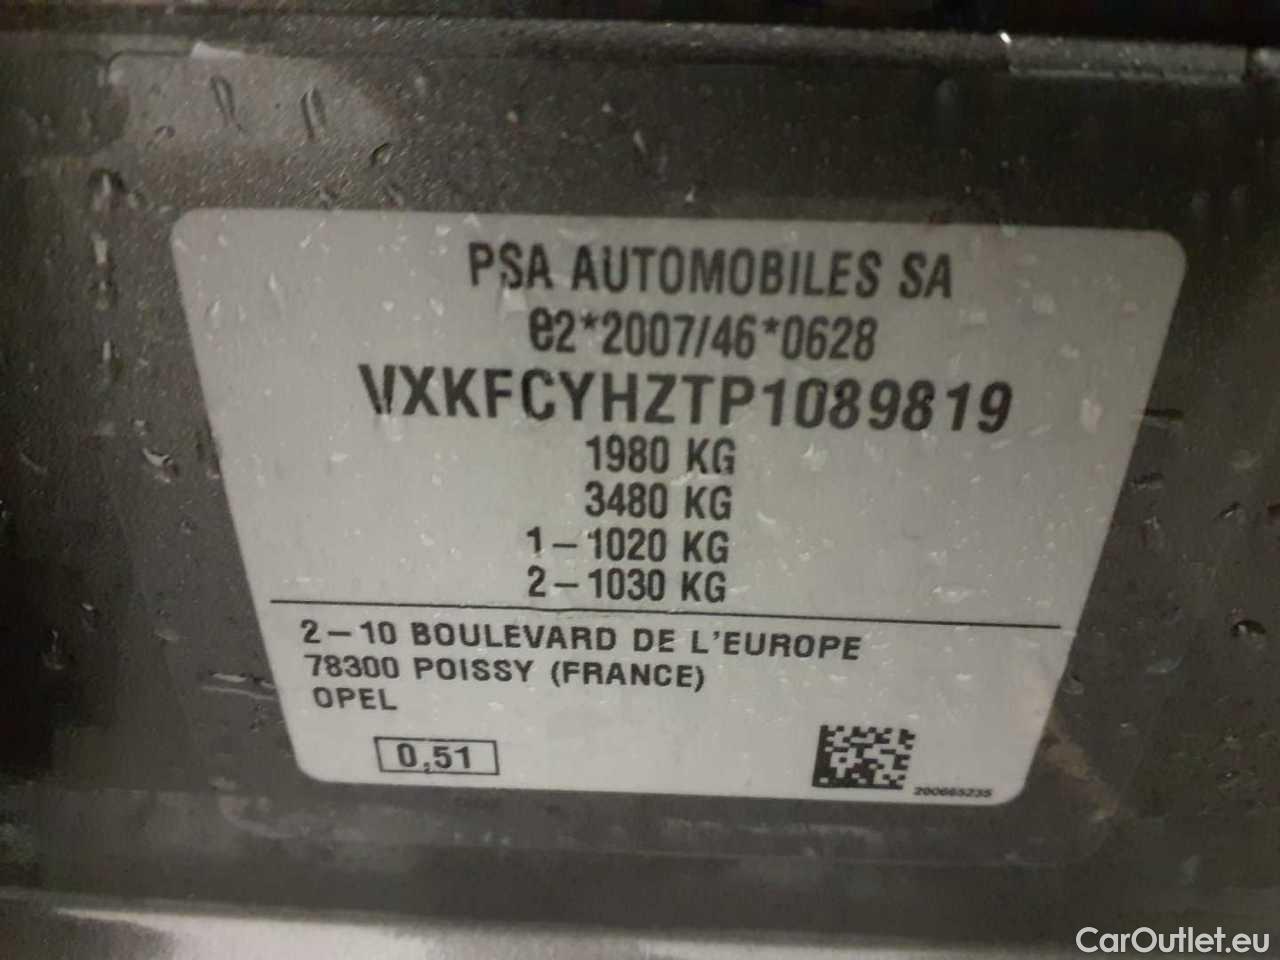 PSA AUTOMOBILES SA
e2*2007/46*0628
VXKFCYHZTP1089819
1980 KG
3480 KG
1-1020 KG
2-1030 KG
2-10 BOULEVARD DE L'EUROPE
78300 POISSY (FRANCE)
OPEL
0,51
200665235
CarOutlet.eu